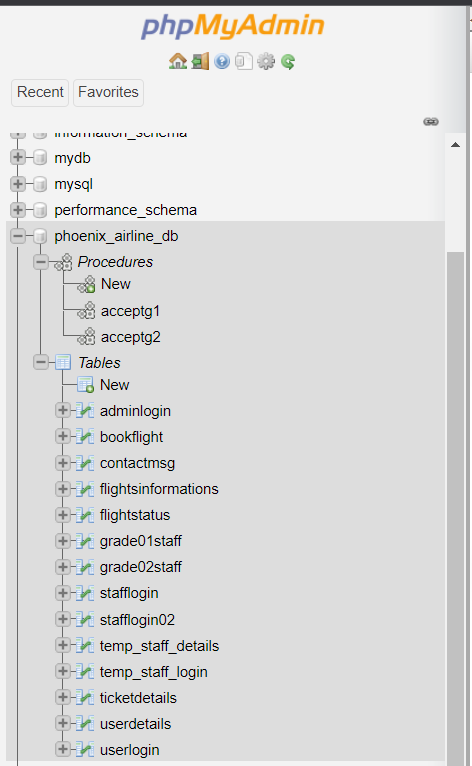 phpMyAdmin
Recent Favorites
information_schema
mydb
mysql
performance_schema
phoenix_airline_db
Procedures
New
acceptg1
acceptg2
Tables
New
adminlogin
bookflight
contactmsg
flightsinformations
flightstatus
grade01staff
grade02staff
stafflogin
stafflogin02
temp_staff_details
temp_staff_login
ticketdetails
userdetails
userlogin